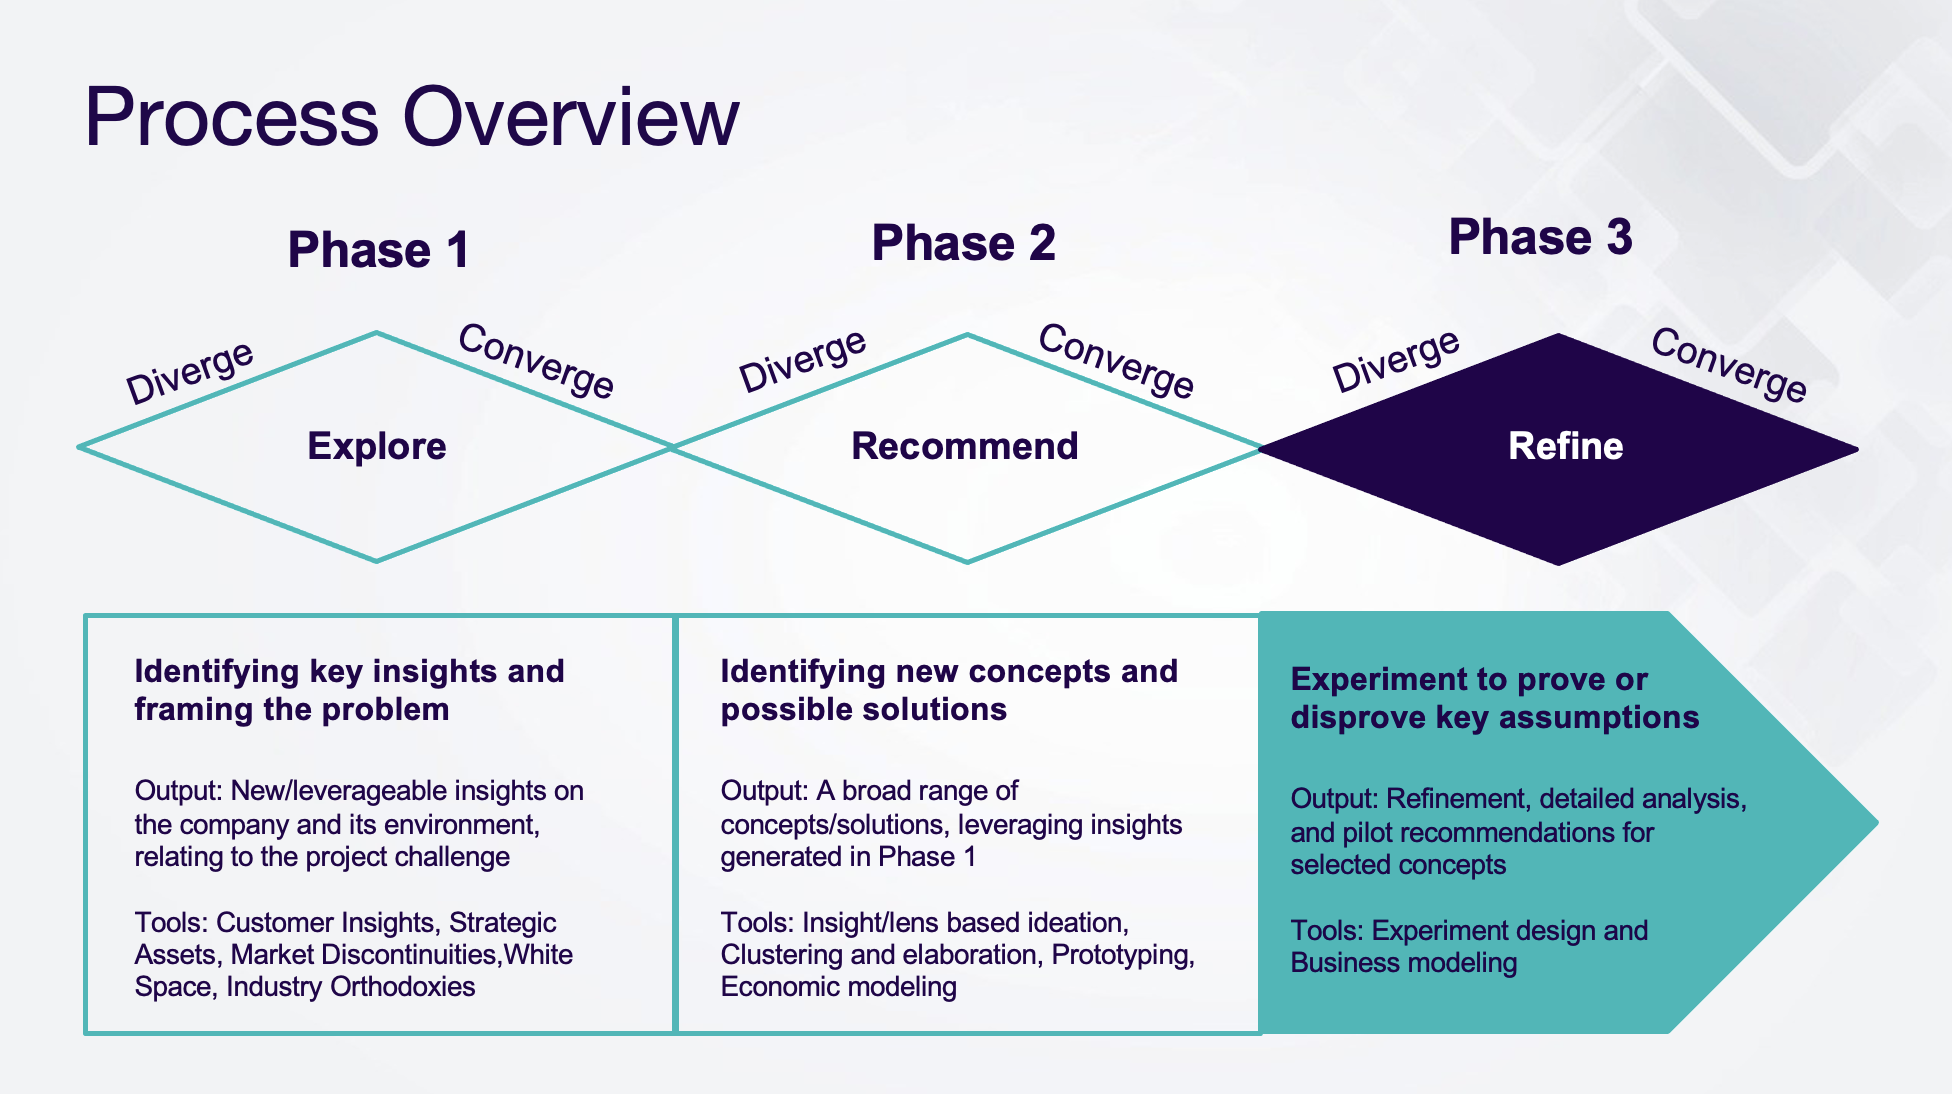 Process Overview
Phase 1
Phase 2
Phase 3
Diverge
Converge
Diverge
Converge
Diverge
Converge
Explore
Recommend
Refine
Identifying key insights and
framing the problem
Output: New/leverageable insights on
the company and its environment,
relating to the project challenge
Tools: Customer Insights, Strategic
Assets, Market Discontinuities,White
Space, Industry Orthodoxies
Identifying new concepts and
possible solutions
Output: A broad range of
concepts/solutions, leveraging insights
generated in Phase 1
Tools: Insight/lens based ideation,
Clustering and elaboration, Prototyping,
Economic modeling
Experiment to prove or
disprove key assumptions
Output: Refinement, detailed analysis,
and pilot recommendations for
selected concepts
Tools: Experiment design and
Business modeling